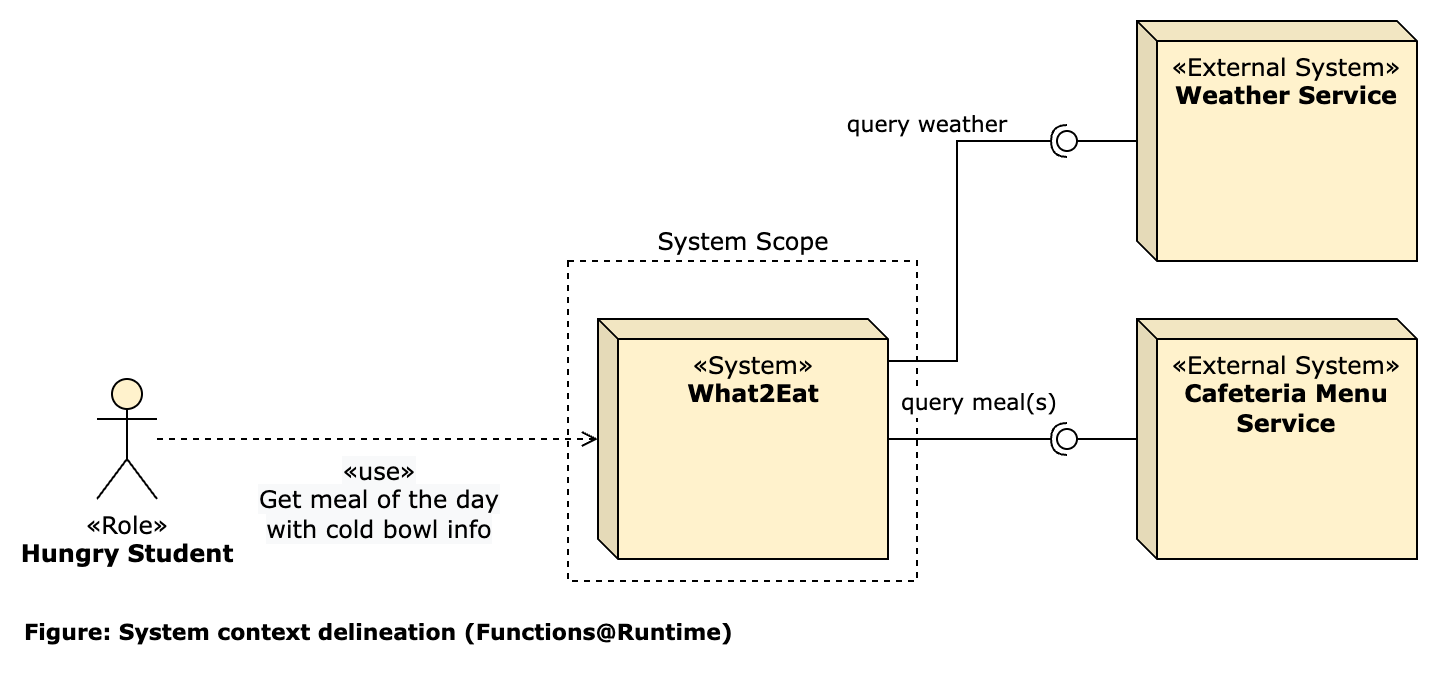 «External System»
Weather Service
query weather
System Scope
«System»
What2Eat
query meal(s)
«External System»
Cafeteria Menu
Service
«use»
Get meal of the day
with cold bowl info
«Role»
Hungry Student
Figure: System context delineation (Functions@Runtime)